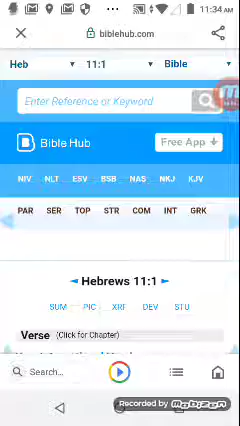 11:34 AM
biblehub.com
Heb 11:1 Bible
Enter Reference or Keyword
Bible Hub Free App
NIV NLT ESV BSB NAS NKJ KJV
PAR SER TOP STR COM INT GRK
Hebrews 11:1
SUM PIC XRF DEV STU
Verse (Click for Chapter)
Search...
Recorded by Mobizen